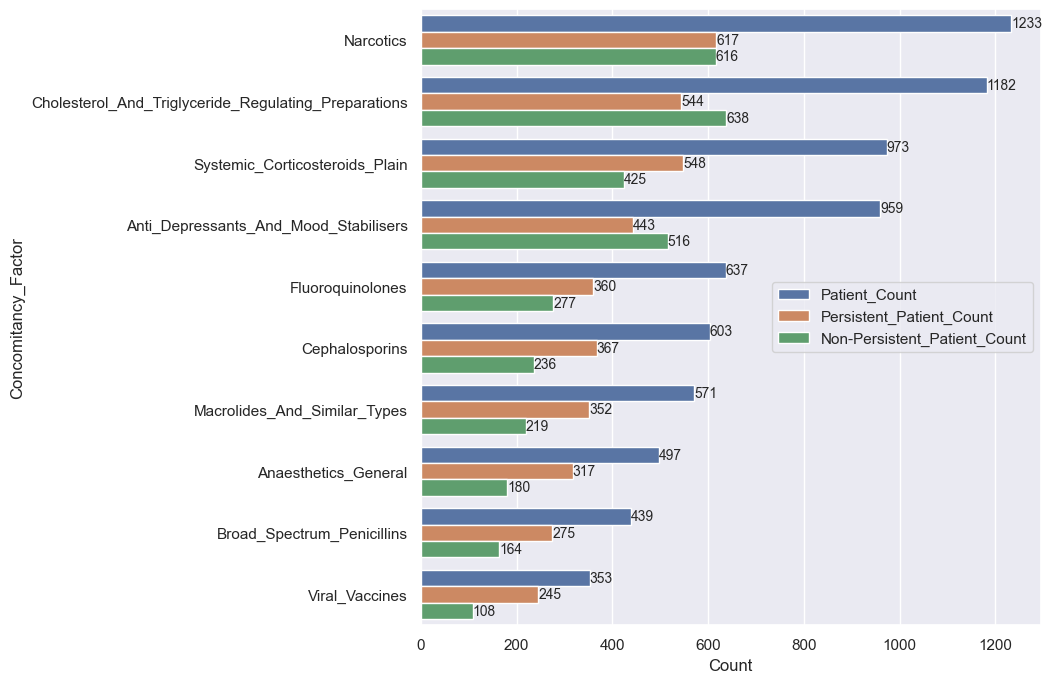 Concomitancy_Factor
Narcotics
1233
617
616
Cholesterol_And_Triglyceride_Regulating_Preparations
1182
544
638
Systemic_Corticosteroids_Plain
973
548
425
Anti_Depressants_And_Mood_Stabilisers
959
443
516
Fluoroquinolones
637
360
277
Cephalosporins
603
367
236
Macrolides_And_Similar_Types
571
352
219
Anaesthetics_General
497
317
180
Broad_Spectrum_Penicillins
439
275
164
Viral_Vaccines
353
245
108
Patient_Count
Persistent_Patient_Count
Non-Persistent_Patient_Count
0 200 400 600 800 1000 1200
Count